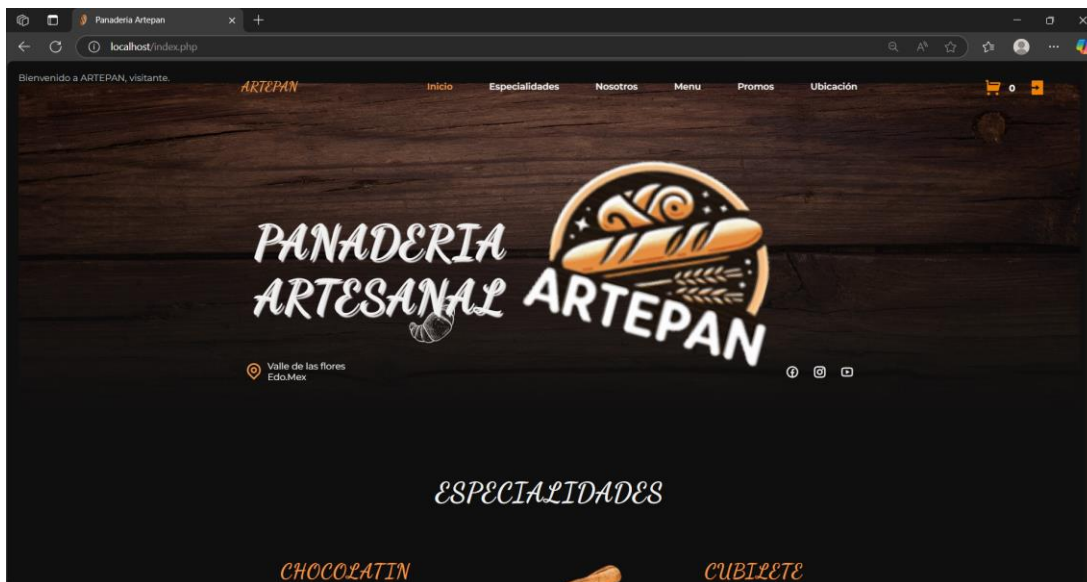 Panaderia Artepan
localhost/index.php
Bienvenido a ARTEPAN, visitante.
ARTEPAN
Inicio
Especialidades
Nosotros
Menu
Promos
Ubicación
0
PANADERIA
ARTESANAL
ARTEPAN
Valle de las flores
Edo.Mex
ESPECIALIDADES
CHOCOLATIN
CUBILETE